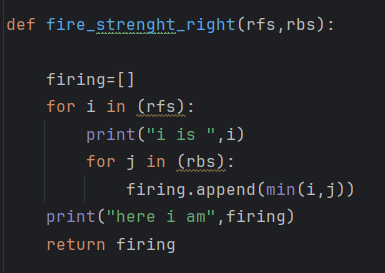 def fire_strenght_right(rfs,rbs):
    firing=[]
    for i in (rfs):
        print("i is ",i)
        for j in (rbs):
            firing.append(min(i,j))
    print("here i am",firing)
    return firing